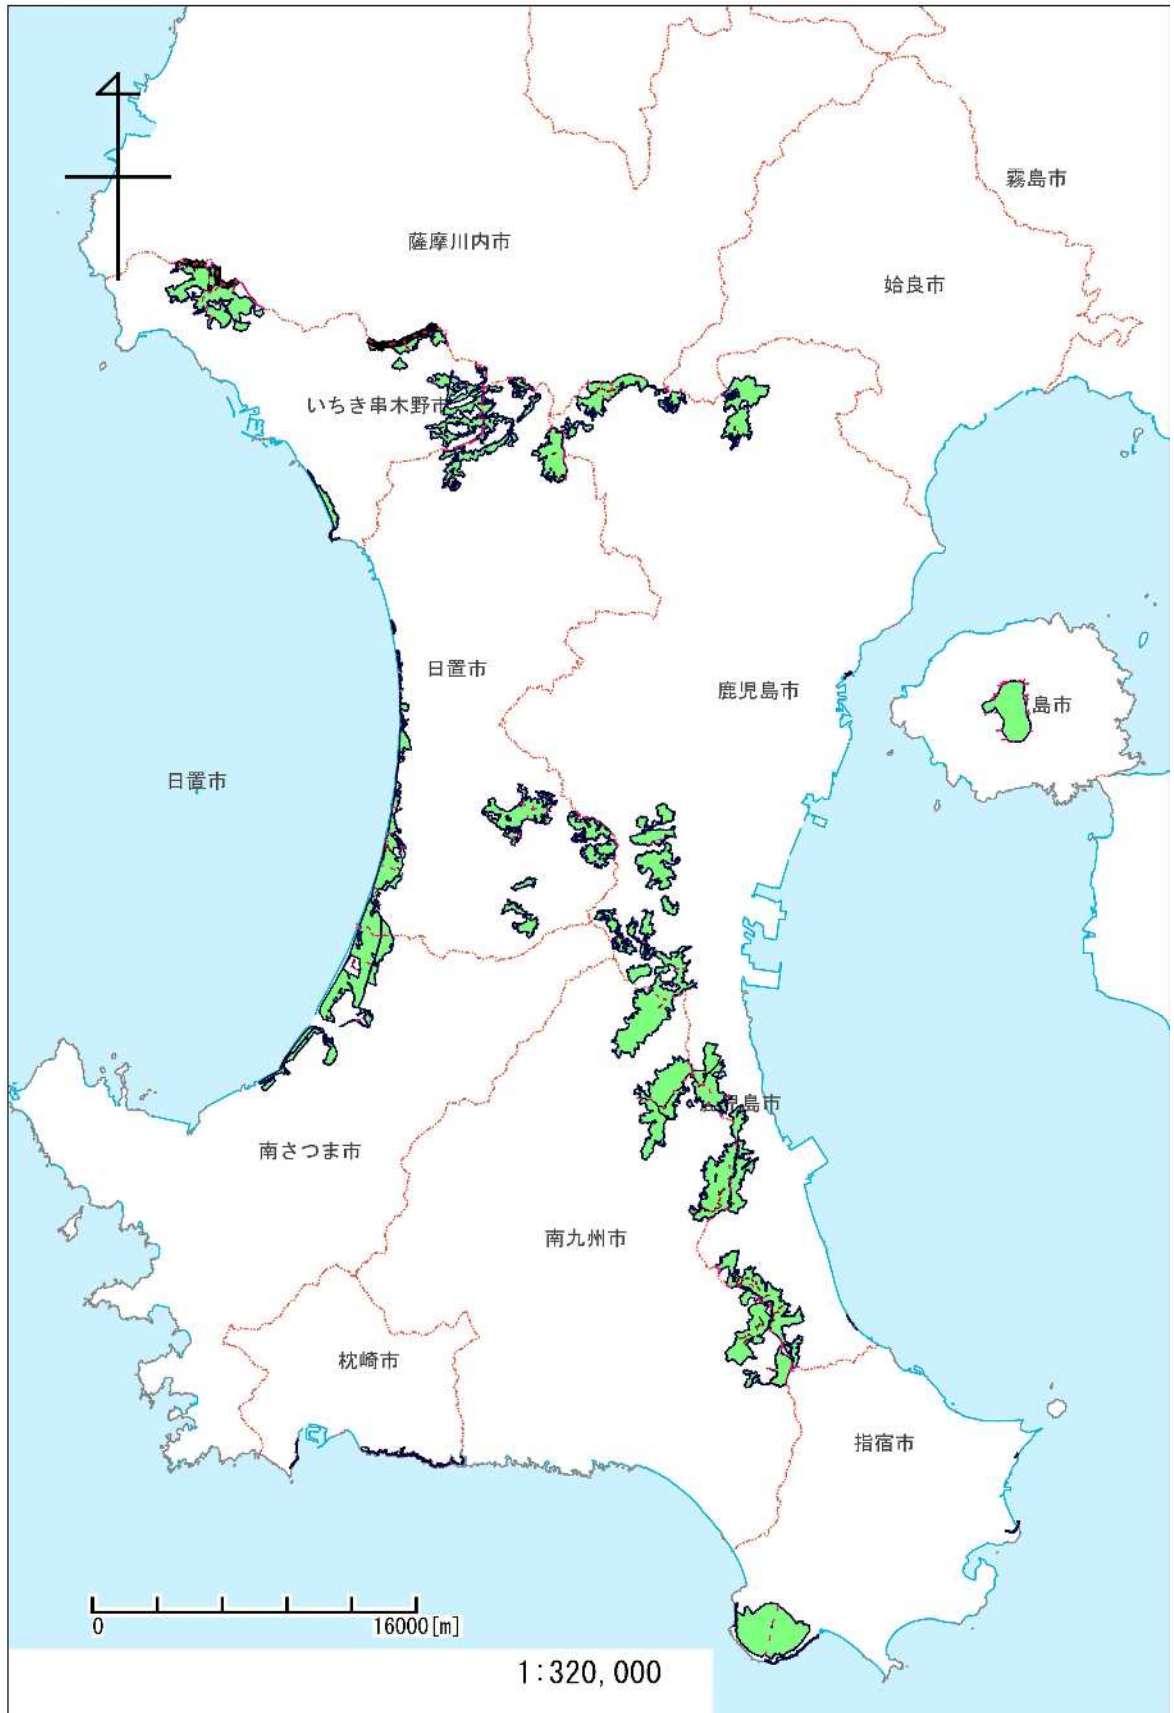 霧島市
薩摩川内市
姶良市
いちき串木野市
日置市
鹿児島市
島市
日置市
鹿児島市
南さつま市
南九州市
枕崎市
指宿市
0 16000[m]
1:320,000